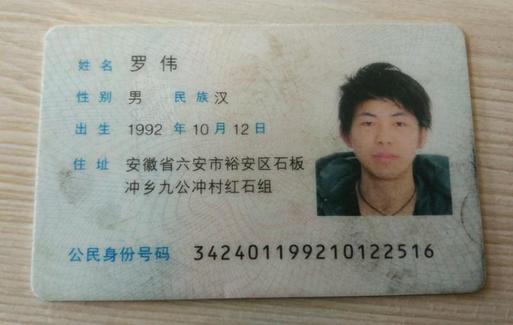 姓名 罗伟
性别 男 民族 汉
出生 1992 年 10 月 12 日
住址 安徽省六安市裕安区石板
冲乡九公冲村红石组
公民身份号码 342401199210122516